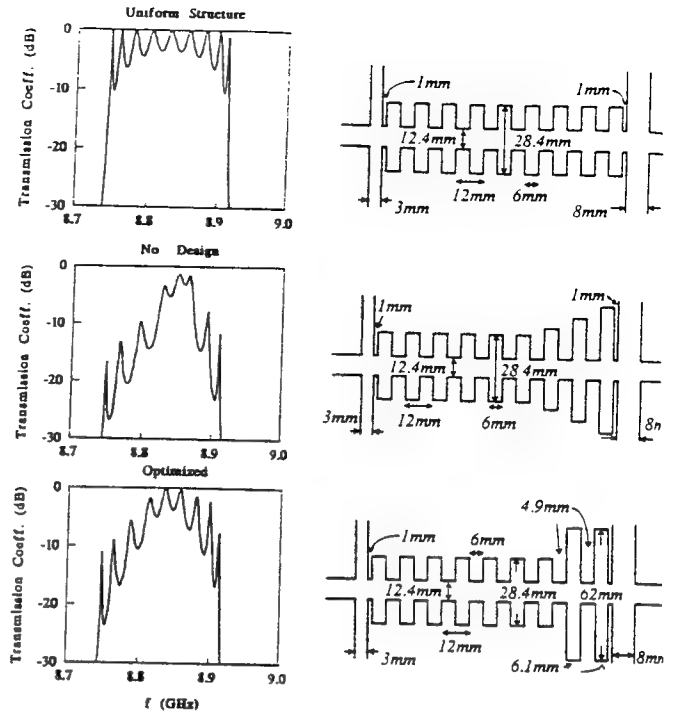 Uniform Structure
Transmission Coeff. (dB)
0
-10
-20
-30
8.7
8.8
8.9
9.0
1mm
1mm
12.4mm
28.4mm
12mm
6mm
3mm
8mm
No Design
Transmission Coeff. (dB)
0
-10
-20
-30
8.7
8.8
8.9
9.0
1mm
1mm
12.4mm
28.4mm
3mm
12mm
6mm
8m
Optimized
Transmission Coeff. (dB)
0
-10
-20
-30
8.7
8.8
8.9
9.0
f (GHz)
4.9mm
1mm
6mm
12.4mm
28.4mm
62mm
12mm
3mm
6.1mm
8mm